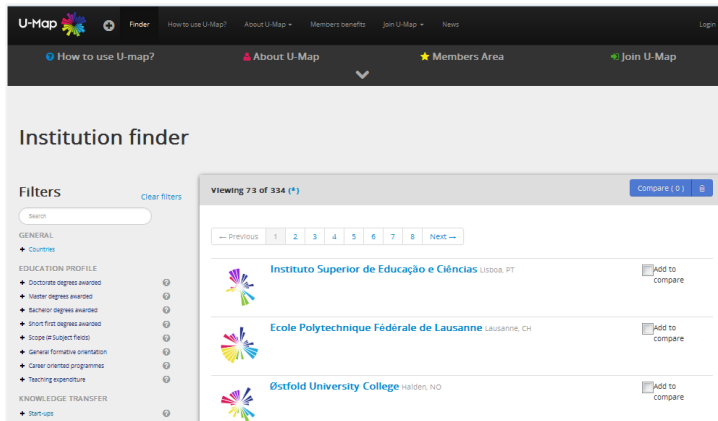 U-Map Finder How to use U-Map? About U-Map Members benefits Join U-Map News Login
How to use U-map? About U-Map Members Area Join U-Map
Institution finder
Filters
Clear filters
Search
GENERAL
Countries
EDUCATION PROFILE
Doctorate degrees awarded
Master degrees awarded
Bachelor degrees awarded
Short first degrees awarded
Scope (# Subject fields)
General formative orientation
Career oriented programmes
Teaching expenditure
KNOWLEDGE TRANSFER
Start-ups
Viewing 73 of 334 (*)
Compare ( 0 )
← Previous 1 2 3 4 5 6 7 8 Next →
Instituto Superior de Educação e Ciências Lisboa, PT
Add to
compare
Ecole Polytechnique Fédérale de Lausanne Lausanne, CH
Add to
compare
Østfold University College Halden, NO
Add to
compare